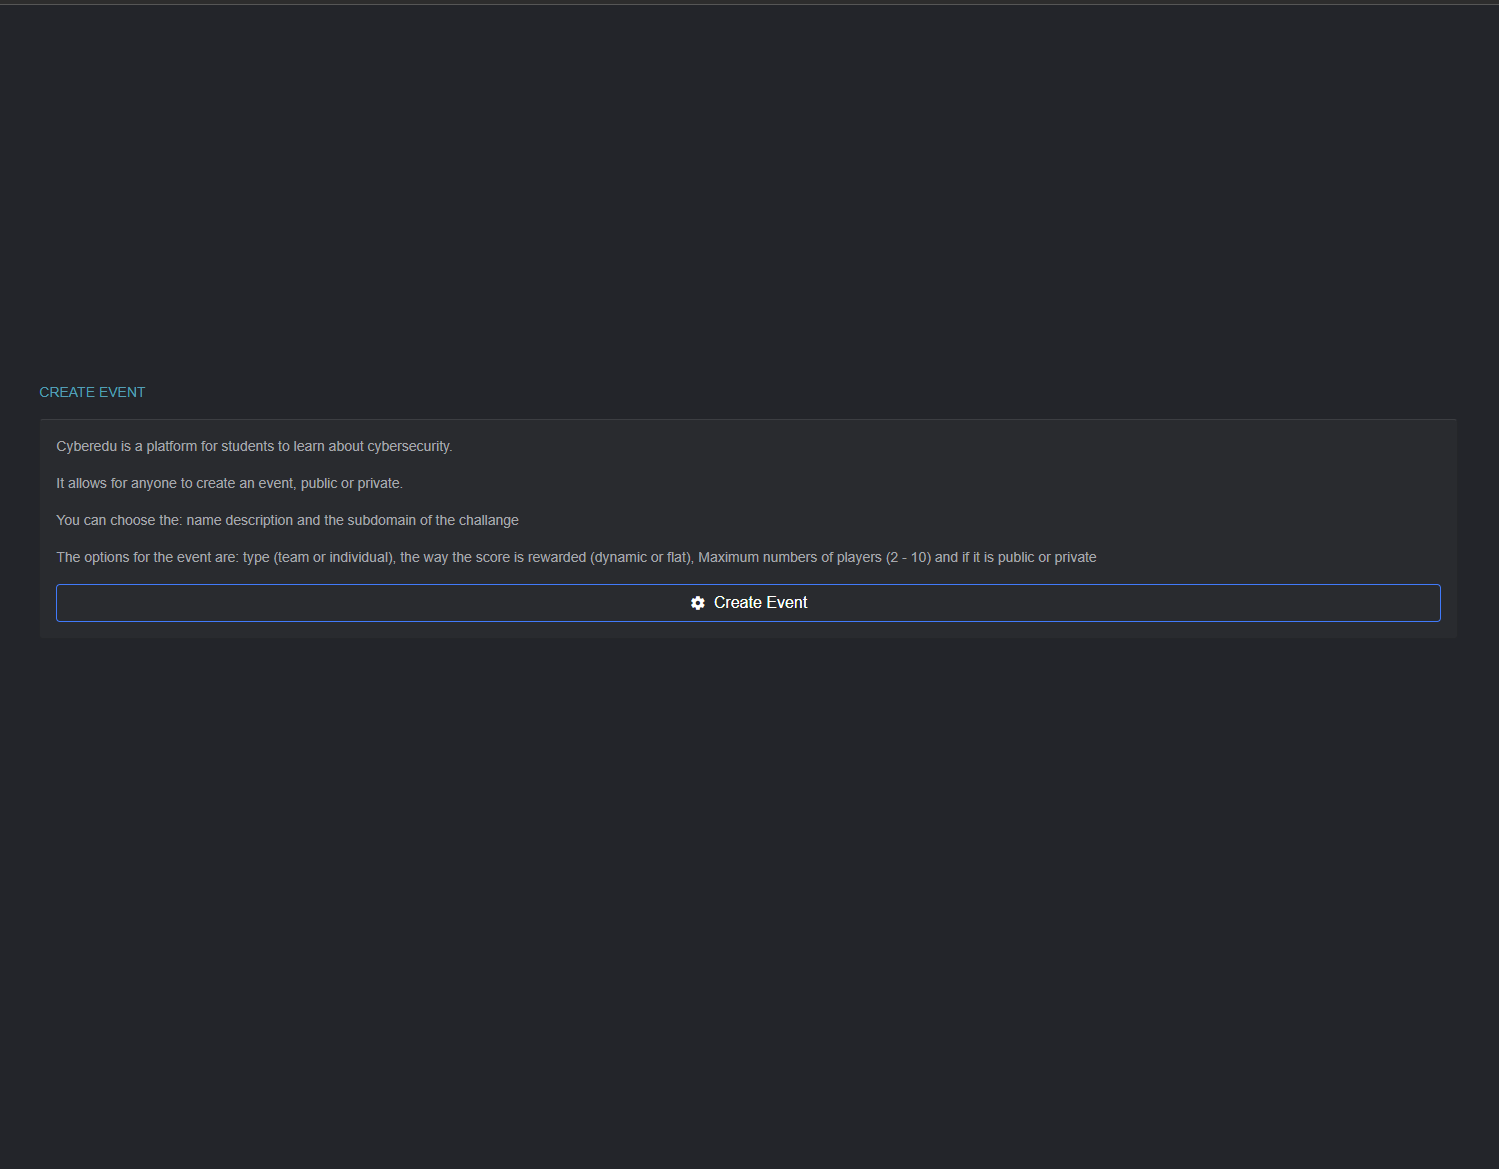 CREATE EVENT
Cyberedu is a platform for students to learn about cybersecurity.
It allows for anyone to create an event, public or private.
You can choose the: name description and the subdomain of the challange
The options for the event are: type (team or individual), the way the score is rewarded (dynamic or flat), Maximum numbers of players (2 - 10) and if it is public or private
Create Event